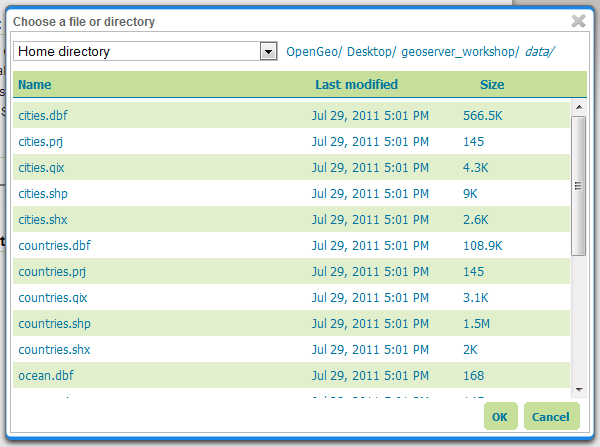 Choose a file or directory
Home directory OpenGeo/ Desktop/ geoserver_workshop/ data/
Name Last modified Size
cities.dbf Jul 29, 2011 5:01 PM 566.5K
cities.prj Jul 29, 2011 5:01 PM 145
cities.qix Jul 29, 2011 5:01 PM 4.3K
cities.shp Jul 29, 2011 5:01 PM 9K
cities.shx Jul 29, 2011 5:01 PM 2.6K
countries.dbf Jul 29, 2011 5:01 PM 108.9K
countries.prj Jul 29, 2011 5:01 PM 145
countries.qix Jul 29, 2011 5:01 PM 3.1K
countries.shp Jul 29, 2011 5:01 PM 1.5M
countries.shx Jul 29, 2011 5:01 PM 2K
ocean.dbf Jul 29, 2011 5:01 PM 168
OK Cancel